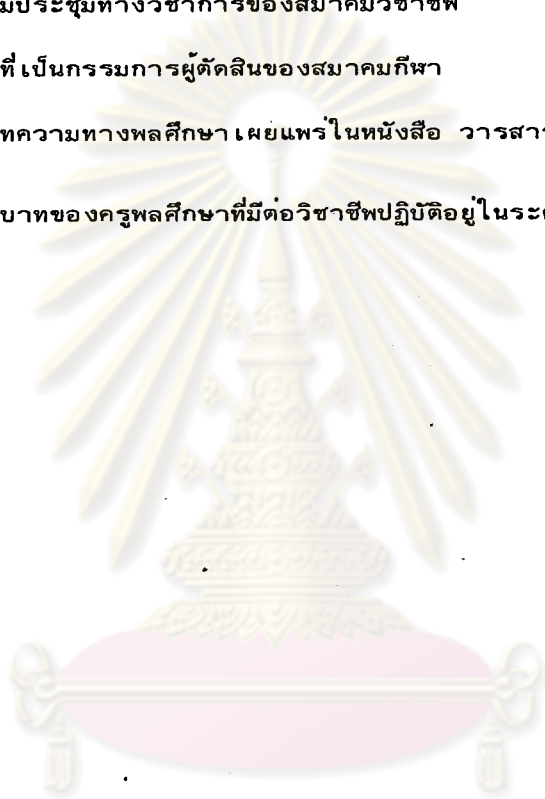 มประชุมทางวิชาการของสมาคมวิชาชีพ
ที่เป็นกรรมการผู้ตัดสินของสมาคมกีฬา
ทความทางพลศึกษาเผยแพร่ในหนังสือ วารสาร
บาทของครูพลศึกษาที่มีต่อวิชาชีพปฏิบัติอยู่ในระ